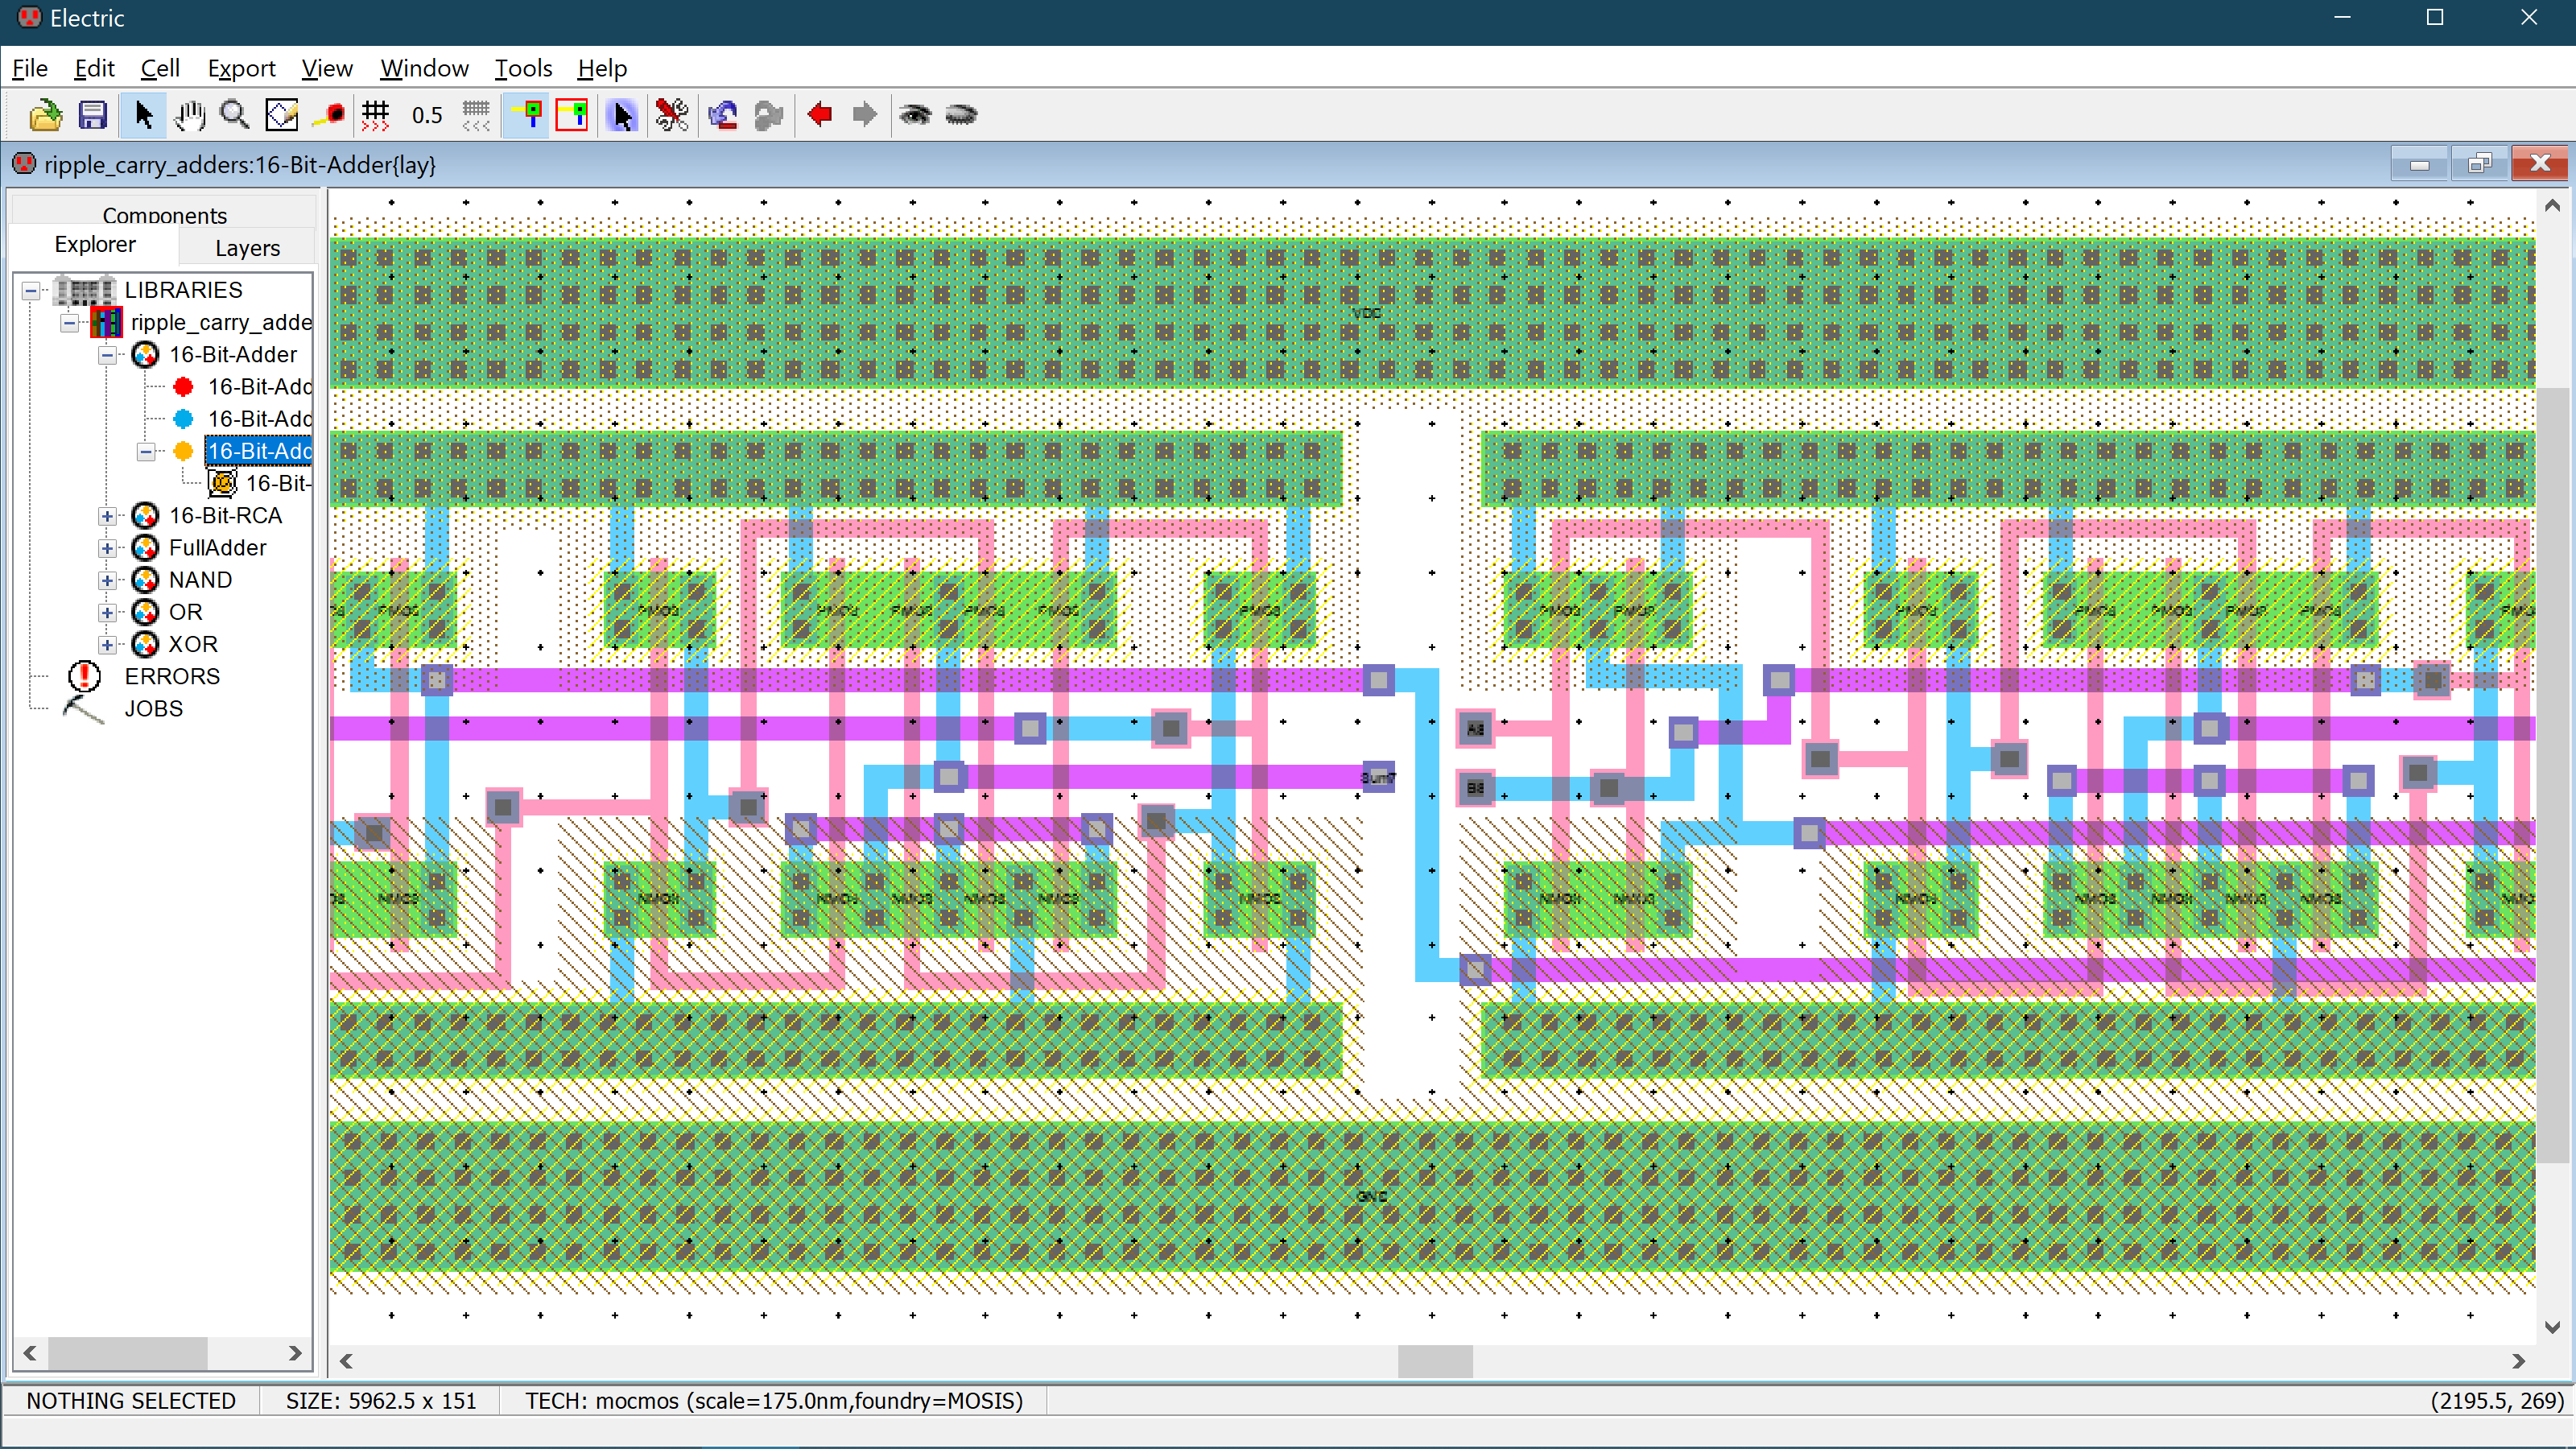 Electric
File Edit Cell Export View Window Tools Help
0.5
ripple_carry_adders:16-Bit-Adder{lay}
Components
Explorer
Layers
LIBRARIES
ripple_carry_adde
16-Bit-Adder
16-Bit-Add
16-Bit-Add
16-Bit-Add
16-Bit-
16-Bit-RCA
FullAdder
NAND
OR
XOR
ERRORS
JOBS
PMOS PMOS PMOS PMOS PMOS PMOS PMOS PMOS PMOS PMOS PMOS PMOS PMOS PMOS
A8
Sum7
B8
NMOS NMOS NMOS NMOS NMOS NMOS NMOS NMOS NMOS NMOS NMOS NMOS NMOS NMOS
NOTHING SELECTED
SIZE: 5962.5 x 151
TECH: mocmos (scale=175.0nm,foundry=MOSIS)
(2195.5, 269)